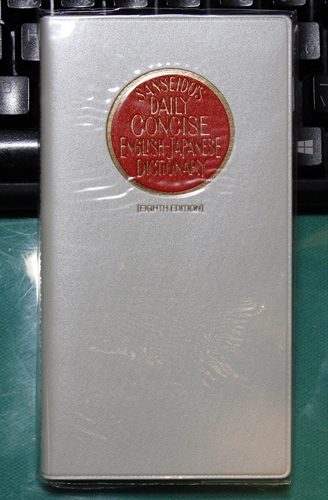 SANSEIDO'S
DAILY
CONCISE
ENGLISH-JAPANESE
DICTIONARY
[EIGHTH EDITION]